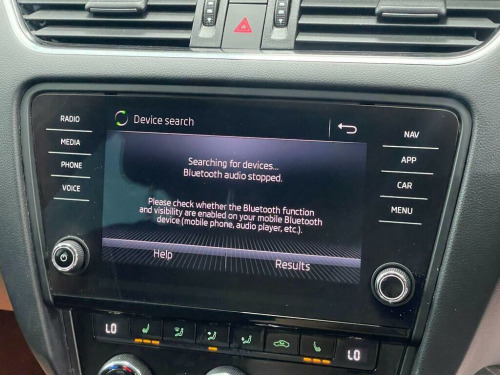 Device search
RADIO
MEDIA
PHONE
VOICE
Searching for devices...
Bluetooth audio stopped.
Please check whether the Bluetooth function
and visibility are enabled on your mobile Bluetooth
device (mobile phone, audio player, etc.).
Help
Results
NAV
APP
CAR
MENU
LO
LO